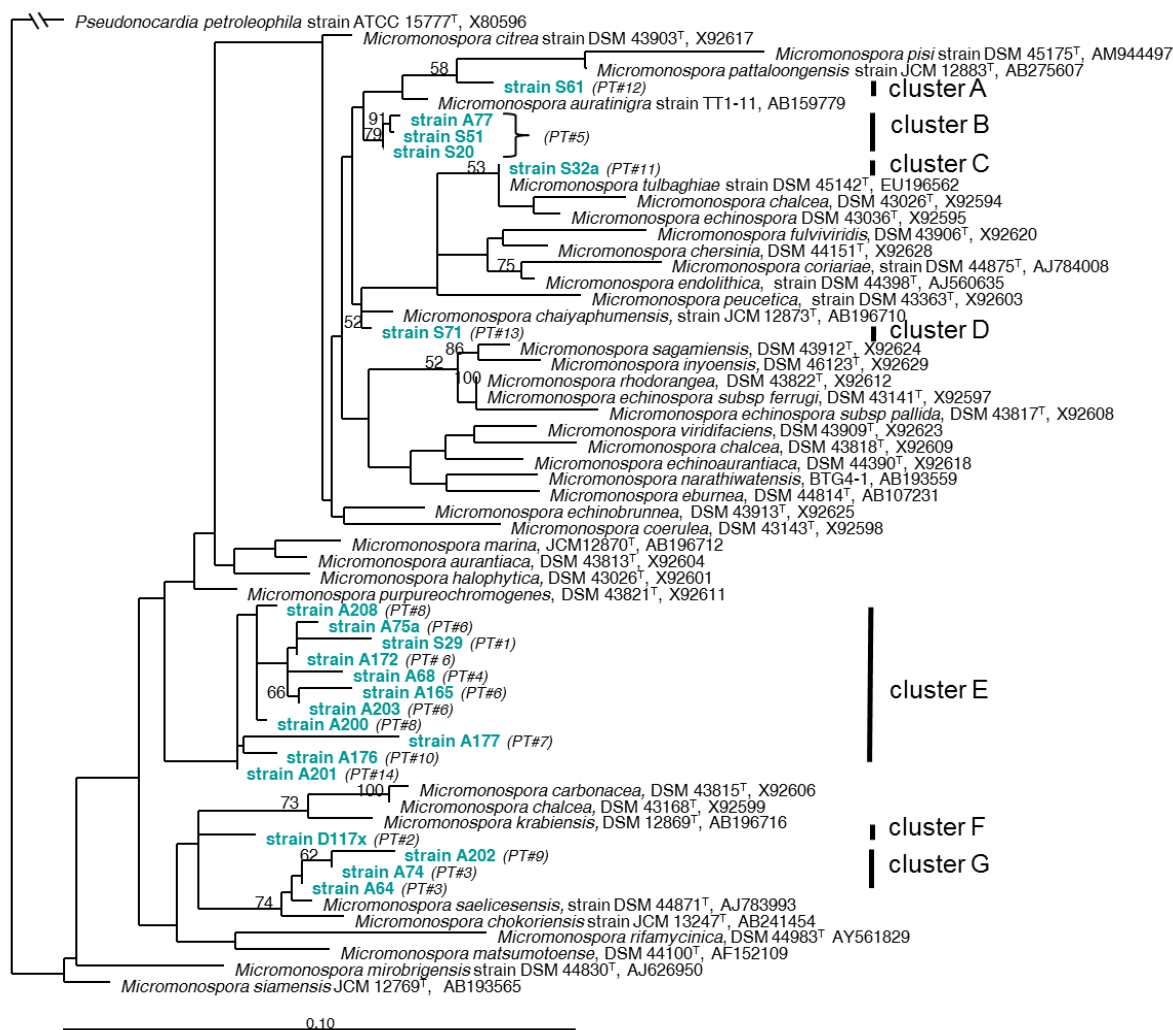 Pseudonocardia petroleophila strain ATCC 15777T, X80596
Micromonospora citrea strain DSM 43903T, X92617
Micromonospora pisi strain DSM 45175T, AM944497
58
Micromonospora pattaloongensis strain JCM 12883T, AB275607
strain S61 (PT#12)
cluster A
Micromonospora auratinigra strain TT1-11, AB159779
91
strain A77
cluster B
79
strain S51
(PT#5)
strain S20
53
strain S32a (PT#11)
cluster C
Micromonospora tulbaghiae strain DSM 45142T, EU196562
Micromonospora chalcea, DSM 43026T, X92594
Micromonospora echinospora DSM 43036T, X92595
Micromonospora fulviviridis, DSM 43906T, X92620
Micromonospora chersinia, DSM 44151T, X92628
75
Micromonospora coriariae, strain DSM 44875T, AJ784008
Micromonospora endolithica, strain DSM 44398T, AJ560635
Micromonospora peucetica, strain DSM 43363T, X92603
Micromonospora chaiyaphumensis, strain JCM 12873T, AB196710
52
strain S71 (PT#13)
cluster D
86
Micromonospora sagamiensis, DSM 43912T, X92624
52
Micromonospora inyoensis, DSM 46123T, X92629
100
Micromonospora rhodorangea, DSM 43822T, X92612
Micromonospora echinospora subsp ferrugi, DSM 43141T, X92597
Micromonospora echinospora subsp pallida, DSM 43817T, X92608
Micromonospora viridifaciens, DSM 43909T, X92623
Micromonospora chalcea, DSM 43818T, X92609
Micromonospora echinoaurantiaca, DSM 44390T, X92618
Micromonospora narathiwatensis, BTG4-1, AB193559
Micromonospora eburnea, DSM 44814T, AB107231
Micromonospora echinobrunnea, DSM 43913T, X92625
Micromonospora coerulea, DSM 43143T, X92598
Micromonospora marina, JCM12870T, AB196712
Micromonospora aurantiaca, DSM 43813T, X92604
Micromonospora halophytica, DSM 43026T, X92601
Micromonospora purpureochromogenes, DSM 43821T, X92611
strain A208 (PT#8)
strain A75a (PT#6)
strain S29 (PT#1)
strain A172 (PT# 6)
strain A68 (PT#4)
66
strain A165 (PT#6)
cluster E
strain A203 (PT#6)
strain A200 (PT#8)
strain A177 (PT#7)
strain A176 (PT#10)
strain A201 (PT#14)
100
Micromonospora carbonacea, DSM 43815T, X92606
73
Micromonospora chalcea, DSM 43168T, X92599
Micromonospora krabiensis, DSM 12869T, AB196716
strain D117x (PT#2)
cluster F
62
strain A202 (PT#9)
cluster G
strain A74 (PT#3)
strain A64 (PT#3)
74
Micromonospora saelicesensis, strain DSM 44871T, AJ783993
Micromonospora chokoriensis strain JCM 13247T, AB241454
Micromonospora rifamycinica, DSM 44983T AY561829
Micromonospora matsumotoense, DSM 44100T, AF152109
Micromonospora mirobrigensis strain DSM 44830T, AJ626950
Micromonospora siamensis JCM 12769T, AB193565
0.10